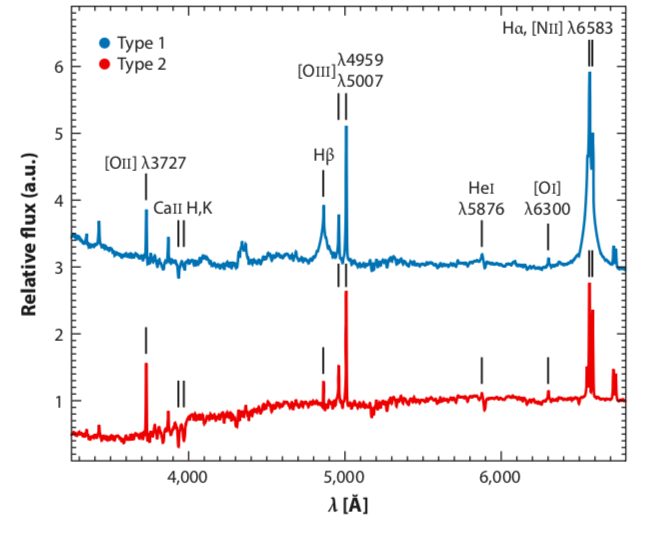 Hα, [NII] λ6583
Type 1
Type 2
[OIII] λ4959
λ5007
[OII] λ3727
Hβ
CaII H,K
HeI
λ5876
[OI]
λ6300
Relative flux (a.u.)
6
5
4
3
2
1
4,000
5,000
6,000
λ [Å]